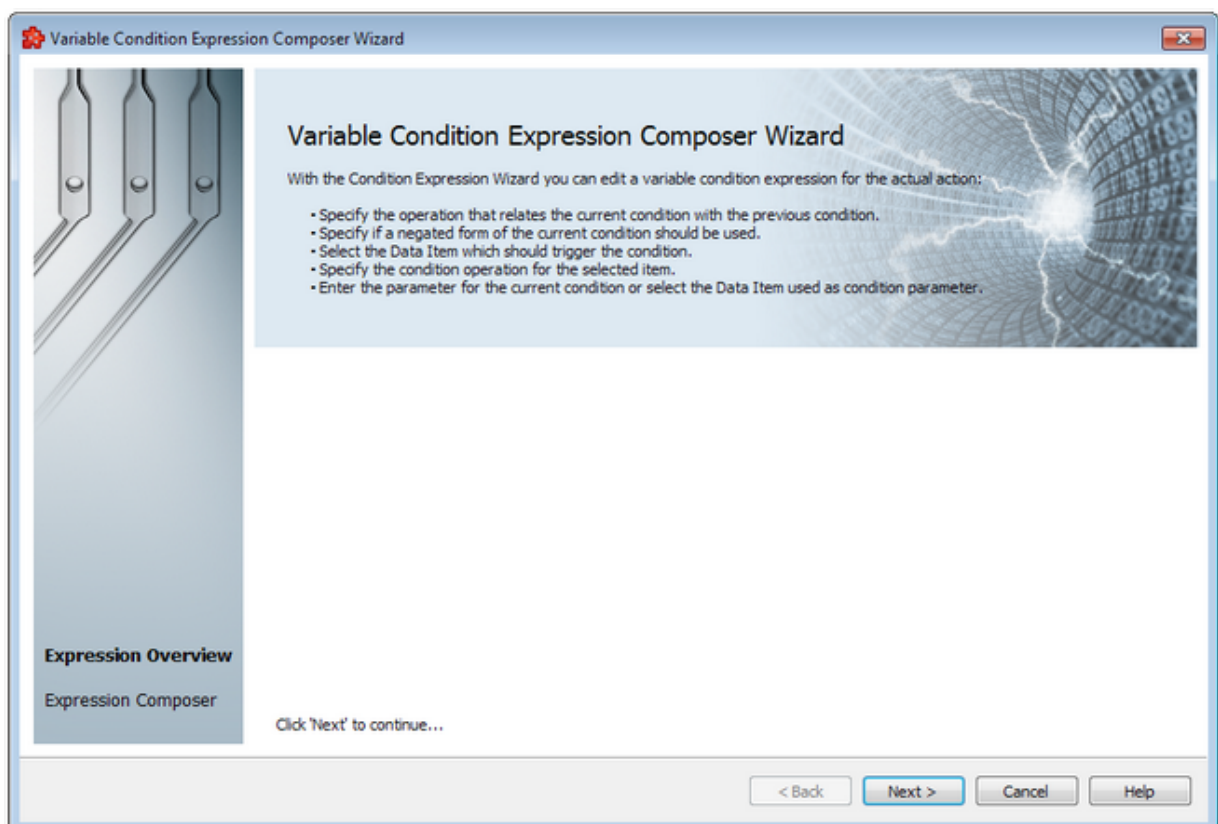 Variable Condition Expression Composer Wizard
Variable Condition Expression Composer Wizard
With the Condition Expression Wizard you can edit a variable condition expression for the actual action:
- Specify the operation that relates the current condition with the previous condition.
- Specify if a negated form of the current condition should be used.
- Select the Data Item which should trigger the condition.
- Specify the condition operation for the selected item.
- Enter the parameter for the current condition or select the Data Item used as condition parameter.
Expression Overview
Expression Composer
Click 'Next' to continue...
< Back
Next >
Cancel
Help